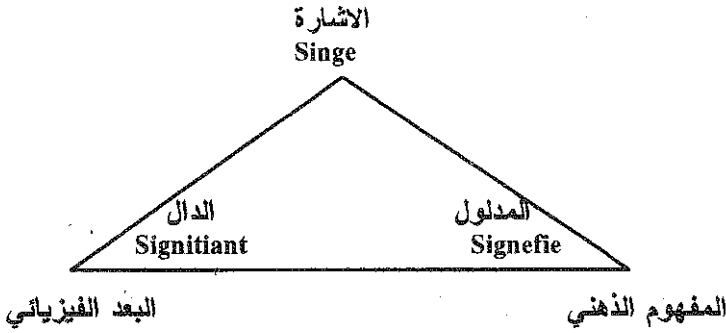 الاشارة
Singe
الدال
Signitiant
المدلول
Signefie
البعد الفيزيائي
المفهوم الذهني